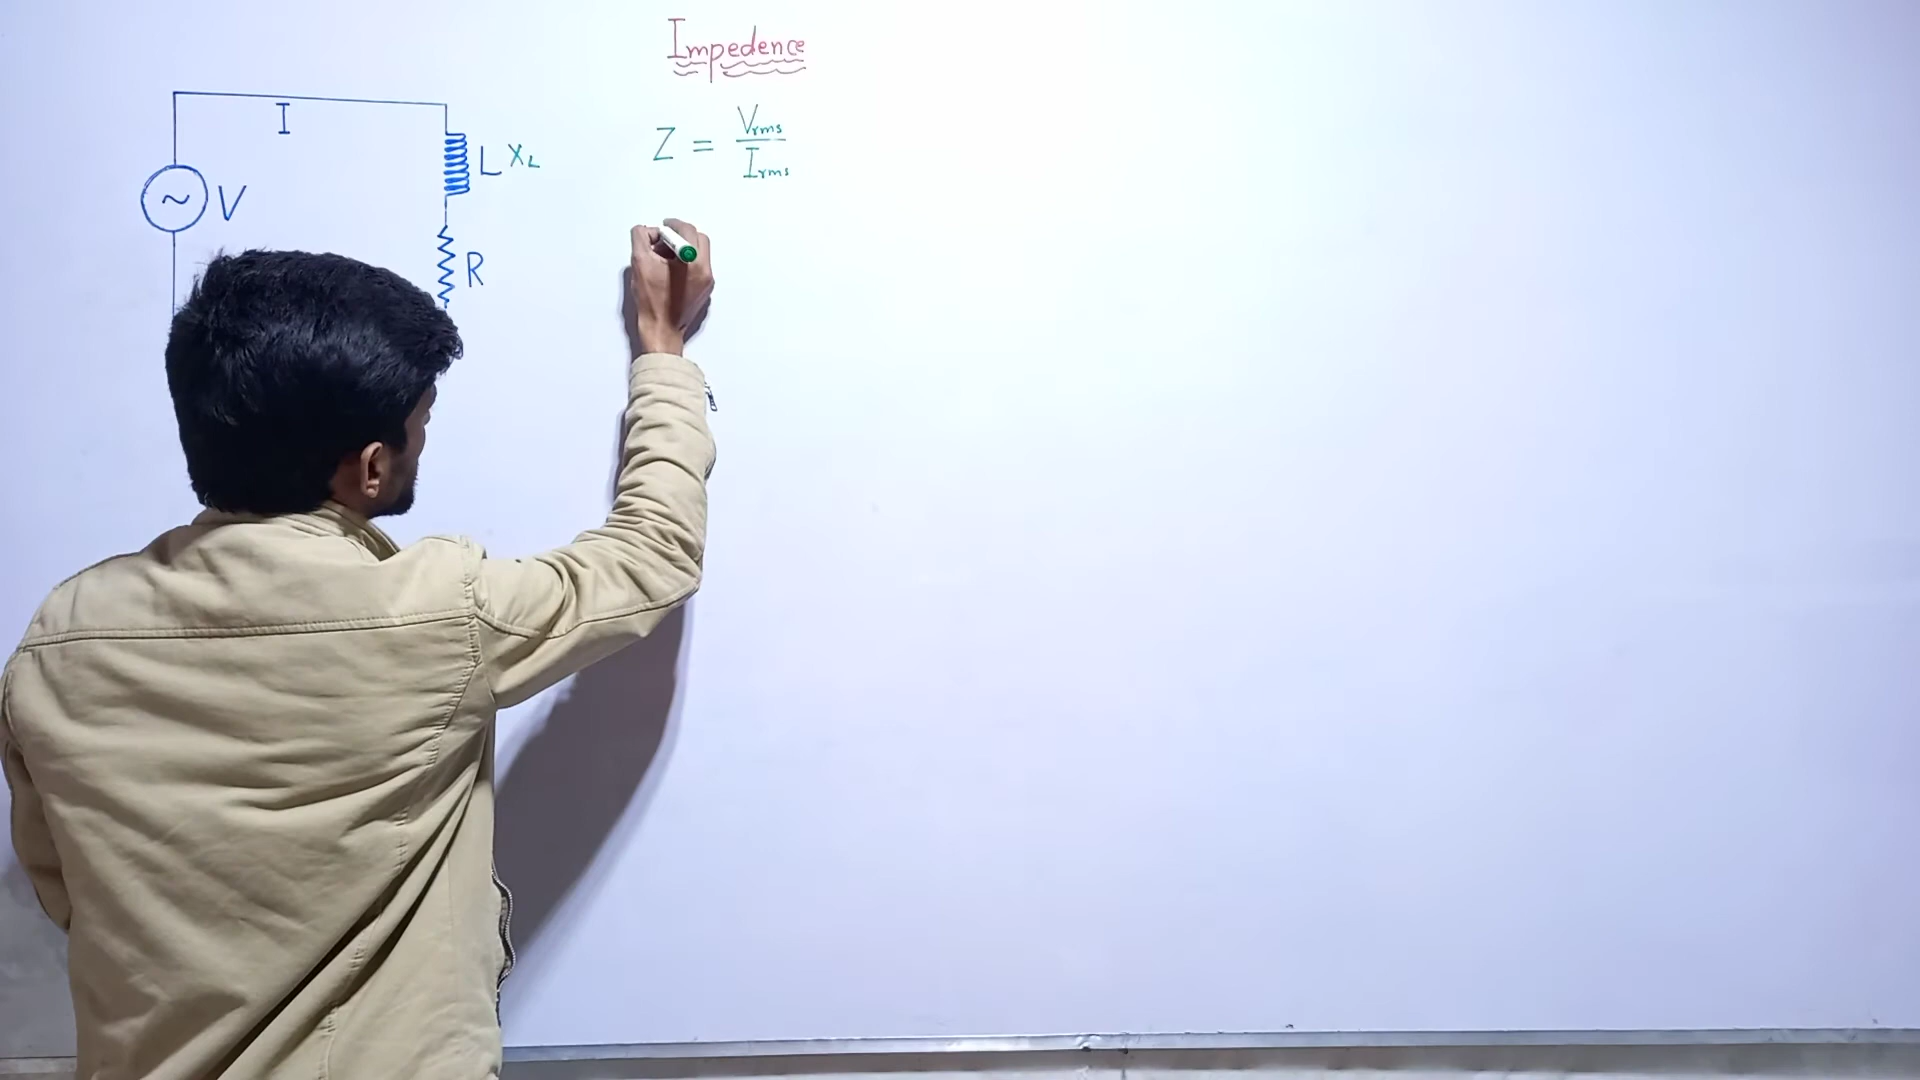 Impedence
I
Z = Vrms / Irms
L XL
V
R